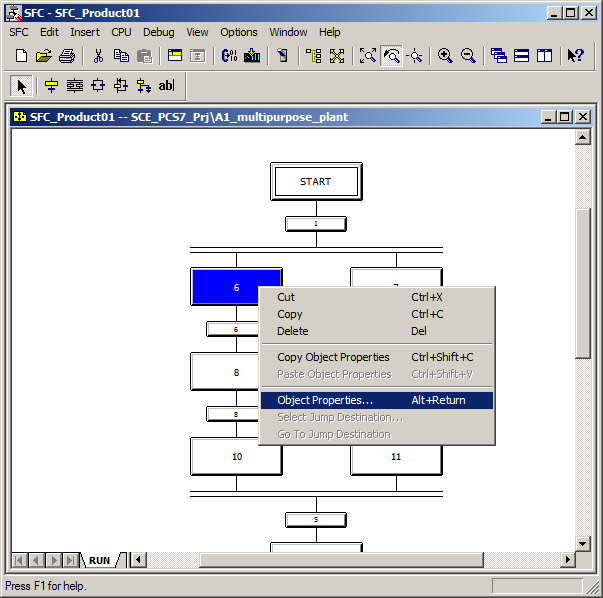 SFC - SFC_Product01
SFC Edit Insert CPU Debug View Options Window Help
abl
SFC_Product01 -- SCE_PCS7_Prj\A1_multipurpose_plant
START
1
6
6
8
8
10
11
5
Cut Ctrl+X
Copy Ctrl+C
Delete Del
Copy Object Properties Ctrl+Shift+C
Paste Object Properties Ctrl+Shift+V
Object Properties... Alt+Return
Select Jump Destination...
Go To Jump Destination
RUN
Press F1 for help.